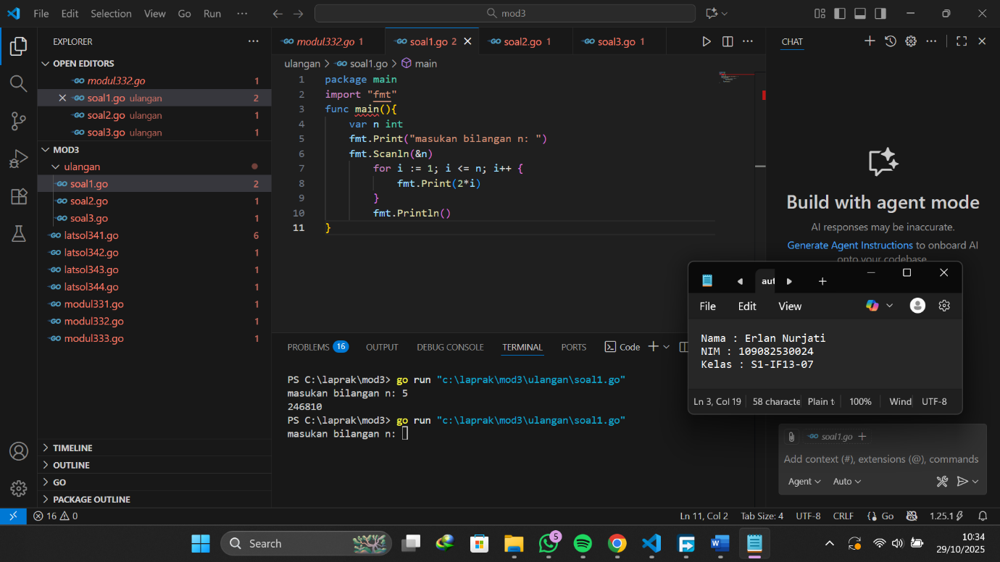 File Edit Selection View Go Run ··· mod3
EXPLORER ···
OPEN EDITORS
modul332.go 1
soal1.go ulangan 2
soal2.go ulangan 1
soal3.go ulangan 1
MOD3
ulangan
soal1.go 2
soal2.go 1
soal3.go 1
latsol341.go 6
latsol342.go 1
latsol343.go 1
latsol344.go 1
modul331.go 1
modul332.go 1
modul333.go 1
TIMELINE
OUTLINE
GO
PACKAGE OUTLINE
modul332.go 1 soal1.go 2 soal2.go 1 soal3.go 1
ulangan > soal1.go > main
1 package main
2 import "fmt"
3 func main(){
4 var n int
5 fmt.Print("masukan bilangan n: ")
6 fmt.Scanln(&n)
7 for i := 1; i <= n; i++ {
8 fmt.Print(2*i)
9 }
10 fmt.Println()
11 }
PROBLEMS 16 OUTPUT DEBUG CONSOLE TERMINAL PORTS Code
PS C:\laprak\mod3> go run "c:\laprak\mod3\ulangan\soal1.go"
masukan bilangan n: 5
246810
PS C:\laprak\mod3> go run "c:\laprak\mod3\ulangan\soal1.go"
masukan bilangan n:
CHAT
Build with agent mode
AI responses may be inaccurate.
Generate Agent Instructions to onboard AI
onto your codebase
aut
File Edit View
Nama : Erlan Nurjati
NIM : 109082530024
Kelas : S1-IF13-07
Ln 3, Col 19 58 characte Plain t 100% Wind UTF-8
soal1.go
Add context (#), extensions (@), commands
Agent Auto
16 0 Ln 11, Col 2 Tab Size: 4 UTF-8 CRLF {} Go 1.25.1
Search 5 10:34
29/10/2025